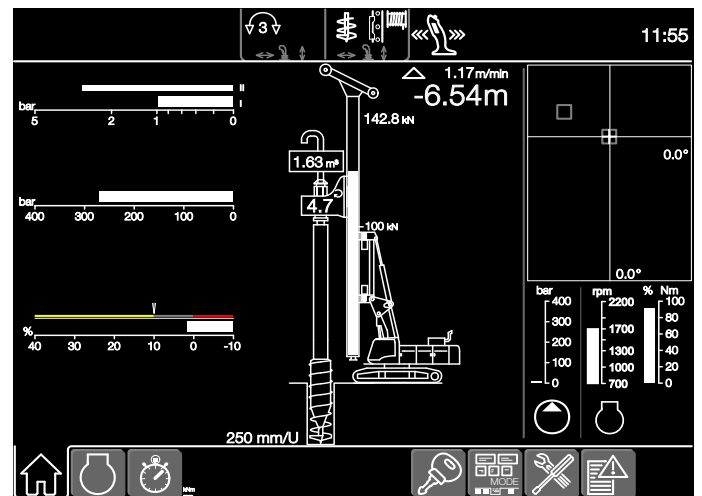 3
11:55
1.17m/min
-6.54m
II
I
bar
5 2 1 0
142.8 kN
0.0°
1.63 m³
bar
400 300 200 100 0
4.7
100 kN
0.0°
bar rpm % Nm
400 2200 100
300 1700 80
200 1300 60
100 1000 40
0 700 20
0
%
40 30 20 10 0 -10
250 mm/U
kNm
MODE